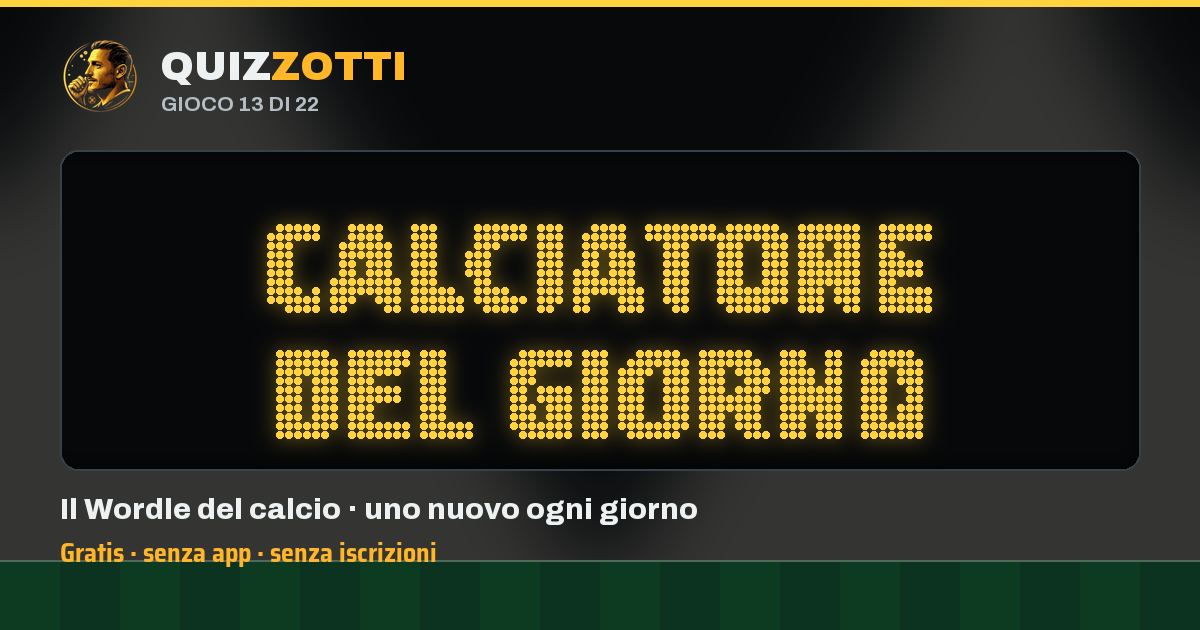 QUIZZOTTI
GIOCO 13 DI 22
CALCIATORE
DEL GIORNO
Il Wordle del calcio · uno nuovo ogni giorno
Gratis · senza app · senza iscrizioni